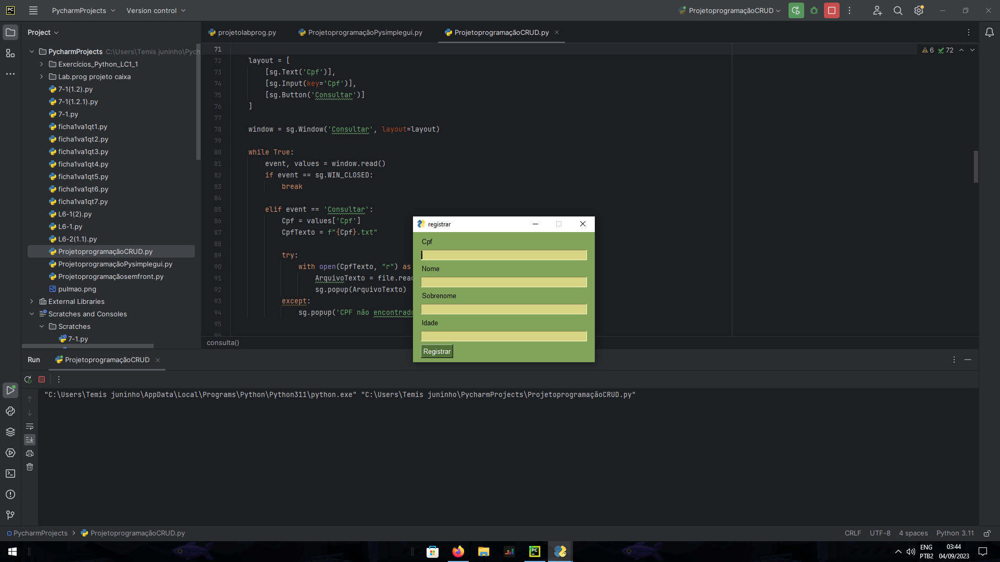 PC
PycharmProjects
Version control
ProjetoprogramaçãoCRUD
Project
projetolabprog.py
ProjetoprogramaçãoPysimplegui.py
ProjetoprogramaçãoCRUD.py
PycharmProjects C:\Users\Temis juninho\Pych
Exercícios_Python_LC1_1
Lab.prog projeto caixa
7-1(1.2).py
7-1(1.2.1).py
7-1.py
ficha1va1qt1.py
ficha1va1qt2.py
ficha1va1qt3.py
ficha1va1qt4.py
ficha1va1qt5.py
ficha1va1qt6.py
ficha1va1qt7.py
L6-1(2).py
L6-1.py
L6-2(1.1).py
ProjetoprogramaçãoCRUD.py
ProjetoprogramaçãoPysimplegui.py
Projetoprogramaçãosemfront.py
pulmao.png
External Libraries
Scratches and Consoles
Scratches
7-1.py
6 72
71
72 layout = [
73 [sg.Text('Cpf')],
74 [sg.Input(key='Cpf')],
75 [sg.Button('Consultar')]
76 ]
77
78 window = sg.Window('Consultar', layout=layout)
79
80 while True:
81 event, values = window.read()
82 if event == sg.WIN_CLOSED:
83 break
84
85 elif event == 'Consultar':
86 Cpf = values['Cpf']
87 CpfTexto = f"{Cpf}.txt"
88
89 try:
90 with open(CpfTexto, "r") as
91 ArquivoTexto = file.read
92 sg.popup(ArquivoTexto)
93 except:
94 sg.popup('CPF não encontrado
95
96
consulta()
registrar
Cpf
Nome
Sobrenome
Idade
Registrar
Run
ProjetoprogramaçãoCRUD
"C:\Users\Temis juninho\AppData\Local\Programs\Python\Python311\python.exe" "C:\Users\Temis juninho\PycharmProjects\ProjetoprogramaçãoCRUD.py"
PycharmProjects
ProjetoprogramaçãoCRUD.py
CRLF UTF-8 4 spaces Python 3.11
PC
ENG
PTB2
03:44
04/09/2023